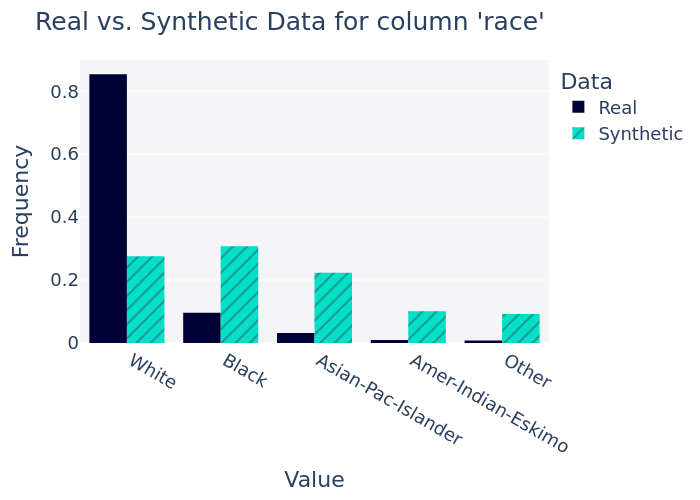 Real vs. Synthetic Data for column 'race'
Data
Real
Synthetic
Frequency
0.8
0.6
0.4
0.2
0
White
Black
Asian-Pac-Islander
Amer-Indian-Eskimo
Other
Value